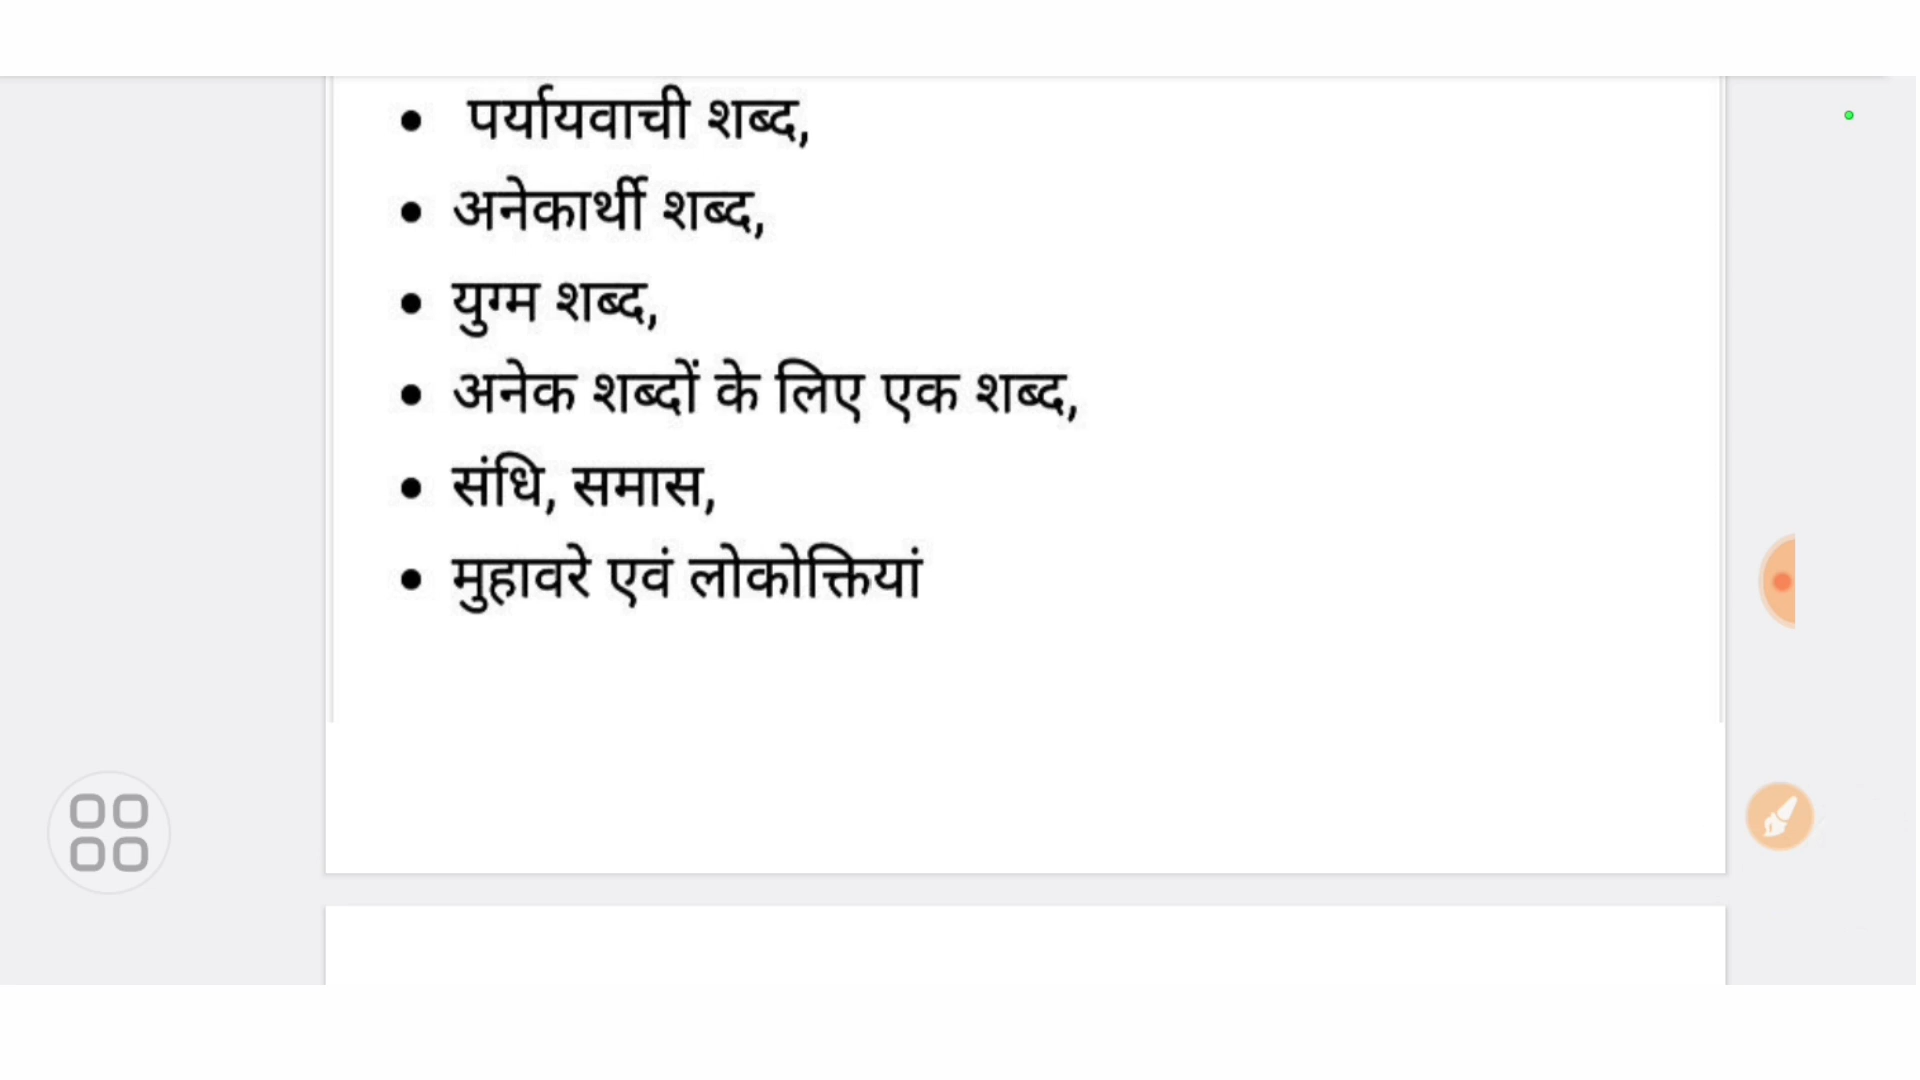 • पर्यायवाची शब्द,
• अनेकार्थी शब्द,
• युग्म शब्द,
• अनेक शब्दों के लिए एक शब्द,
• संधि, समास,
• मुहावरे एवं लोकोक्तियां